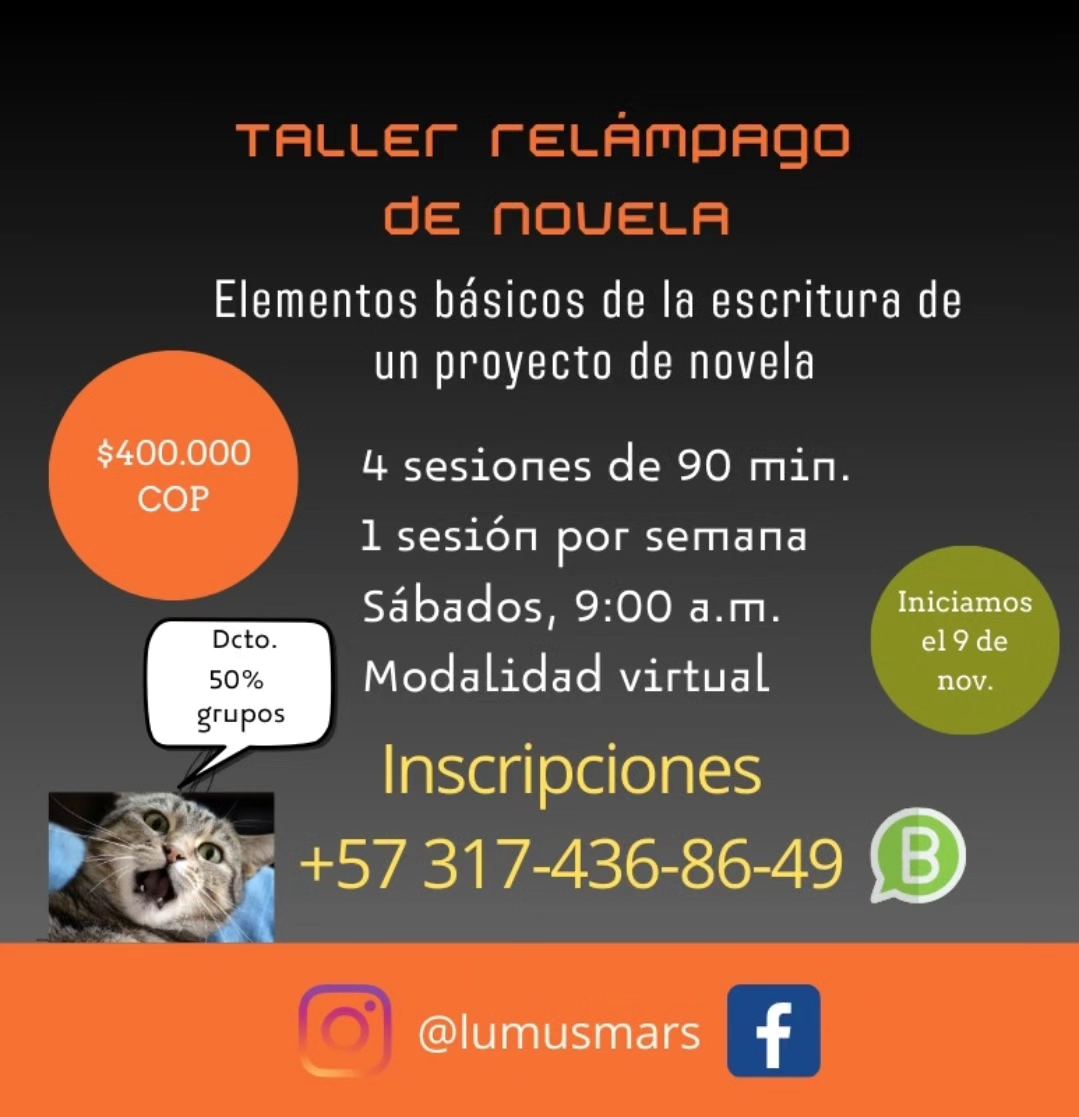 Taller relámpago
de novela
Elementos básicos de la escritura de
un proyecto de novela
$400.000
COP
4 sesiones de 90 min.
1 sesión por semana
Sábados, 9:00 a.m.
Modalidad virtual
Iniciamos
el 9 de
nov.
Dcto.
50%
grupos
Inscripciones
+57 317-436-86-49
B
@lumusmars